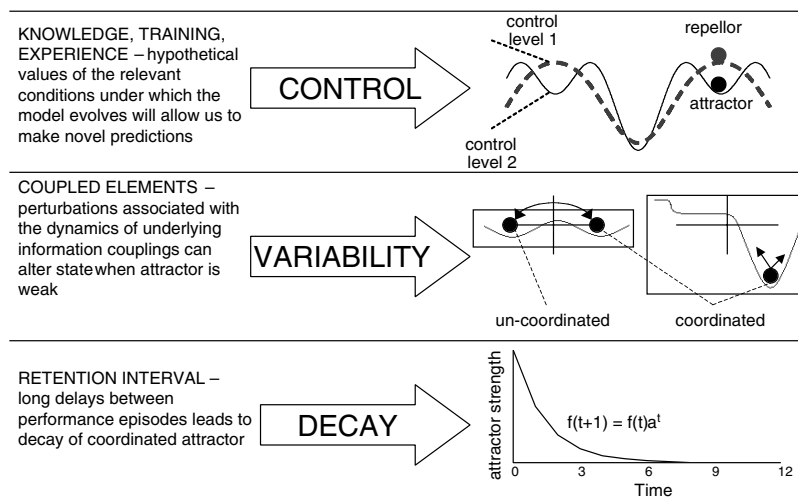 KNOWLEDGE, TRAINING,
EXPERIENCE – hypothetical
values of the relevant
conditions under which the
model evolves will allow us to
make novel predictions
CONTROL
control
level 1
control
level 2
repellor
attractor
COUPLED ELEMENTS –
perturbations associated with
the dynamics of underlying
information couplings can
alter state when attractor is
weak
VARIABILITY
un-coordinated
coordinated
RETENTION INTERVAL –
long delays between
performance episodes leads to
decay of coordinated attractor
DECAY
attractor strength
f(t+1) = f(t)aᵗ
0 3 6 9 12
Time